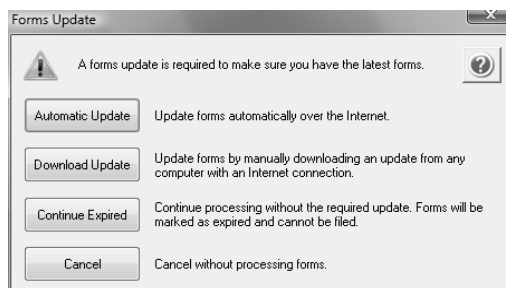 Forms Update
A forms update is required to make sure you have the latest forms.
Automatic Update Update forms automatically over the Internet.
Download Update Update forms by manually downloading an update from any
computer with an Internet connection.
Continue Expired Continue processing without the required update. Forms will be
marked as expired and cannot be filed.
Cancel Cancel without processing forms.